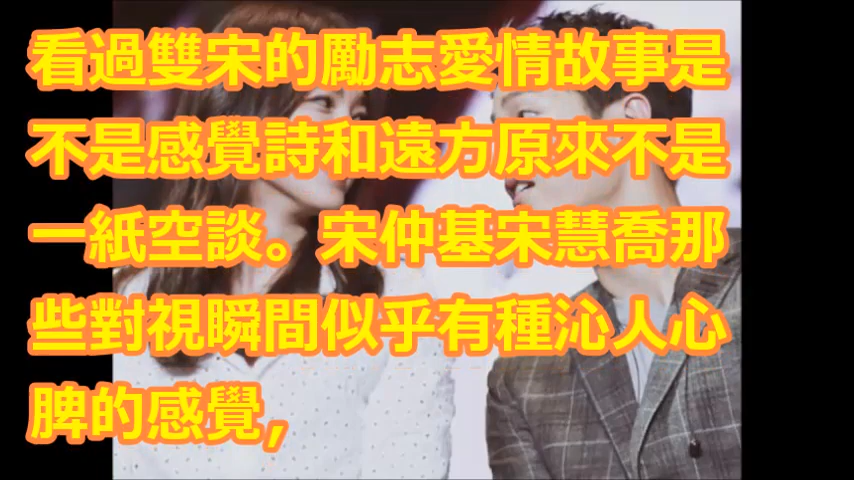 看過雙宋的勵志愛情故事是
不是感覺詩和遠方原來不是
一紙空談。宋仲基宋慧喬那
些對視瞬間似乎有種沁人心
脾的感覺，